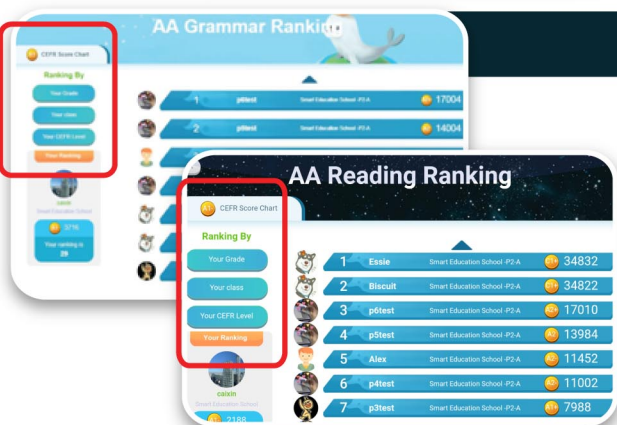 AA Grammar Ranking
CEFR Score Chart
Ranking By
Your Grade
Your class
Your CEFR Level
Your Ranking
caixin
Smart Education School
5716
Your ranking is
29
1 p6test Smart Education School -P2-A 17004
2 p5test Smart Education School -P2-A 14004
AA Reading Ranking
CEFR Score Chart
Ranking By
Your Grade
Your class
Your CEFR Level
Your Ranking
caixin
Smart Education School
2188
1 Essie Smart Education School -P2-A 34832
2 Biscuit Smart Education School -P2-A 34822
3 p6test Smart Education School -P2-A 17010
4 p5test Smart Education School -P2-A 13984
5 Alex Smart Education School -P2-A 11452
6 p4test Smart Education School -P2-A 11002
7 p3test Smart Education School -P2-A 7988